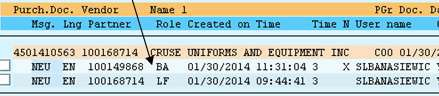 Purch.Doc. Vendor Name 1 PGr Doc. D
Msg. Lng Partner Role Created on Time Time N User name
4501410563 100168714 CRUSE UNIFORMS AND EQUIPMENT INC C00 01/30/
NEU EN 100149868 BA 01/30/2014 11:31:04 3 X SLBANASIEWIC Y
NEU EN 100168714 LF 01/30/2014 09:44:41 3 SLBANASIEWIC Y